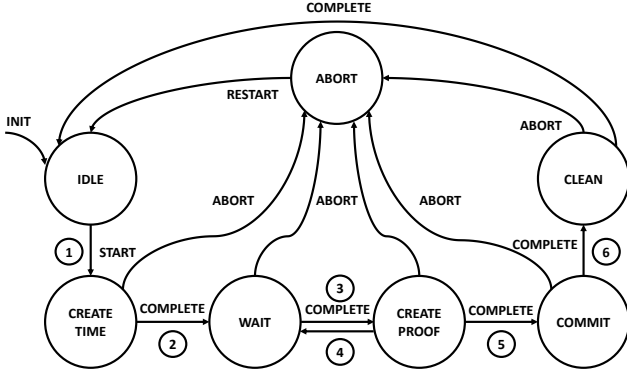 COMPLETE
ABORT
RESTART
INIT
ABORT
IDLE
CLEAN
ABORT
ABORT
ABORT
1
START
COMPLETE
6
3
CREATE
TIME
COMPLETE
2
WAIT
COMPLETE
4
CREATE
PROOF
COMPLETE
5
COMMIT